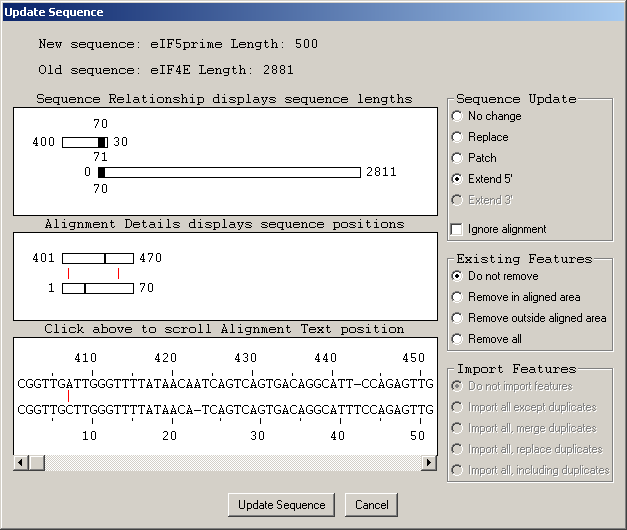 Update Sequence
New sequence: eIF5prime Length: 500
Old sequence: eIF4E Length: 2881
Sequence Relationship displays sequence lengths
70
400 30
71
0 2811
70
Alignment Details displays sequence positions
401 470
1 70
Click above to scroll Alignment Text position
410 420 430 440 450
CGGTTGATTGGGTTTTATAACAATCAGTCAGTGACAGGCATT-CCAGAGTTG
CGGTTGCTTGGGTTTTATAACA-TCAGTCAGTGACAGGCATTTCCAGAGTTG
10 20 30 40 50
Sequence Update
No change
Replace
Patch
Extend 5'
Extend 3'
Ignore alignment
Existing Features
Do not remove
Remove in aligned area
Remove outside aligned area
Remove all
Import Features
Do not import features
Import all except duplicates
Import all, merge duplicates
Import all, replace duplicates
Import all, including duplicates
Update Sequence
Cancel